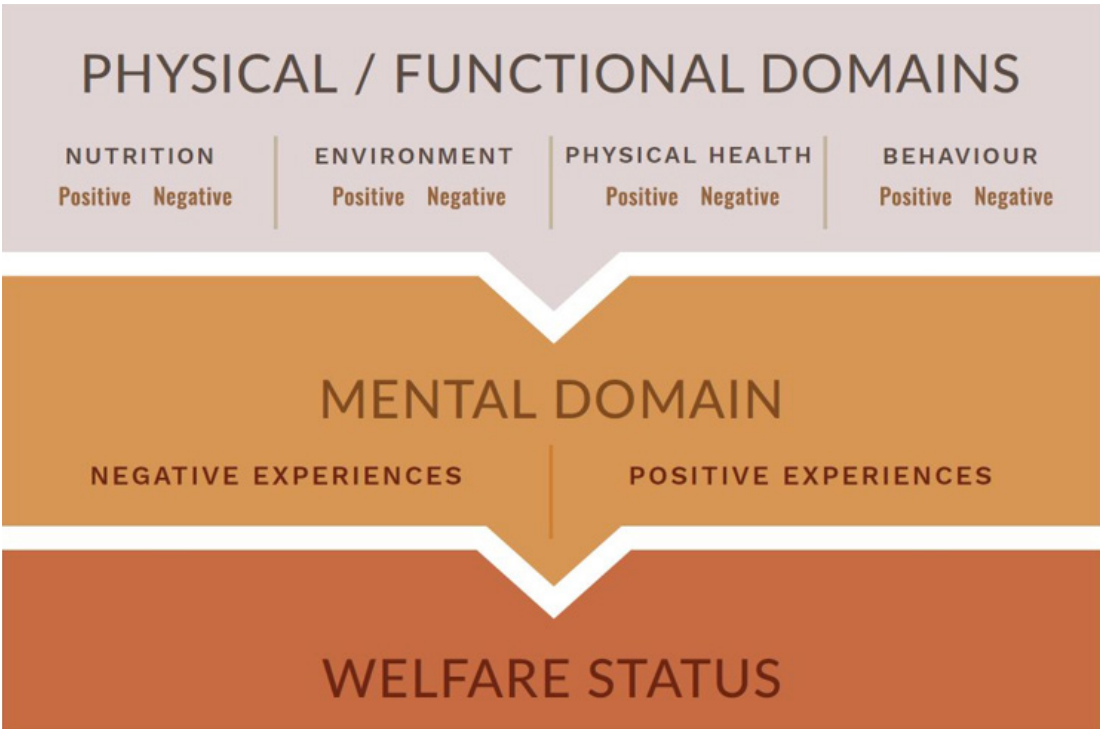 PHYSICAL / FUNCTIONAL DOMAINS
NUTRITION ENVIRONMENT PHYSICAL HEALTH BEHAVIOUR
Positive Negative Positive Negative Positive Negative Positive Negative
MENTAL DOMAIN
NEGATIVE EXPERIENCES POSITIVE EXPERIENCES
WELFARE STATUS